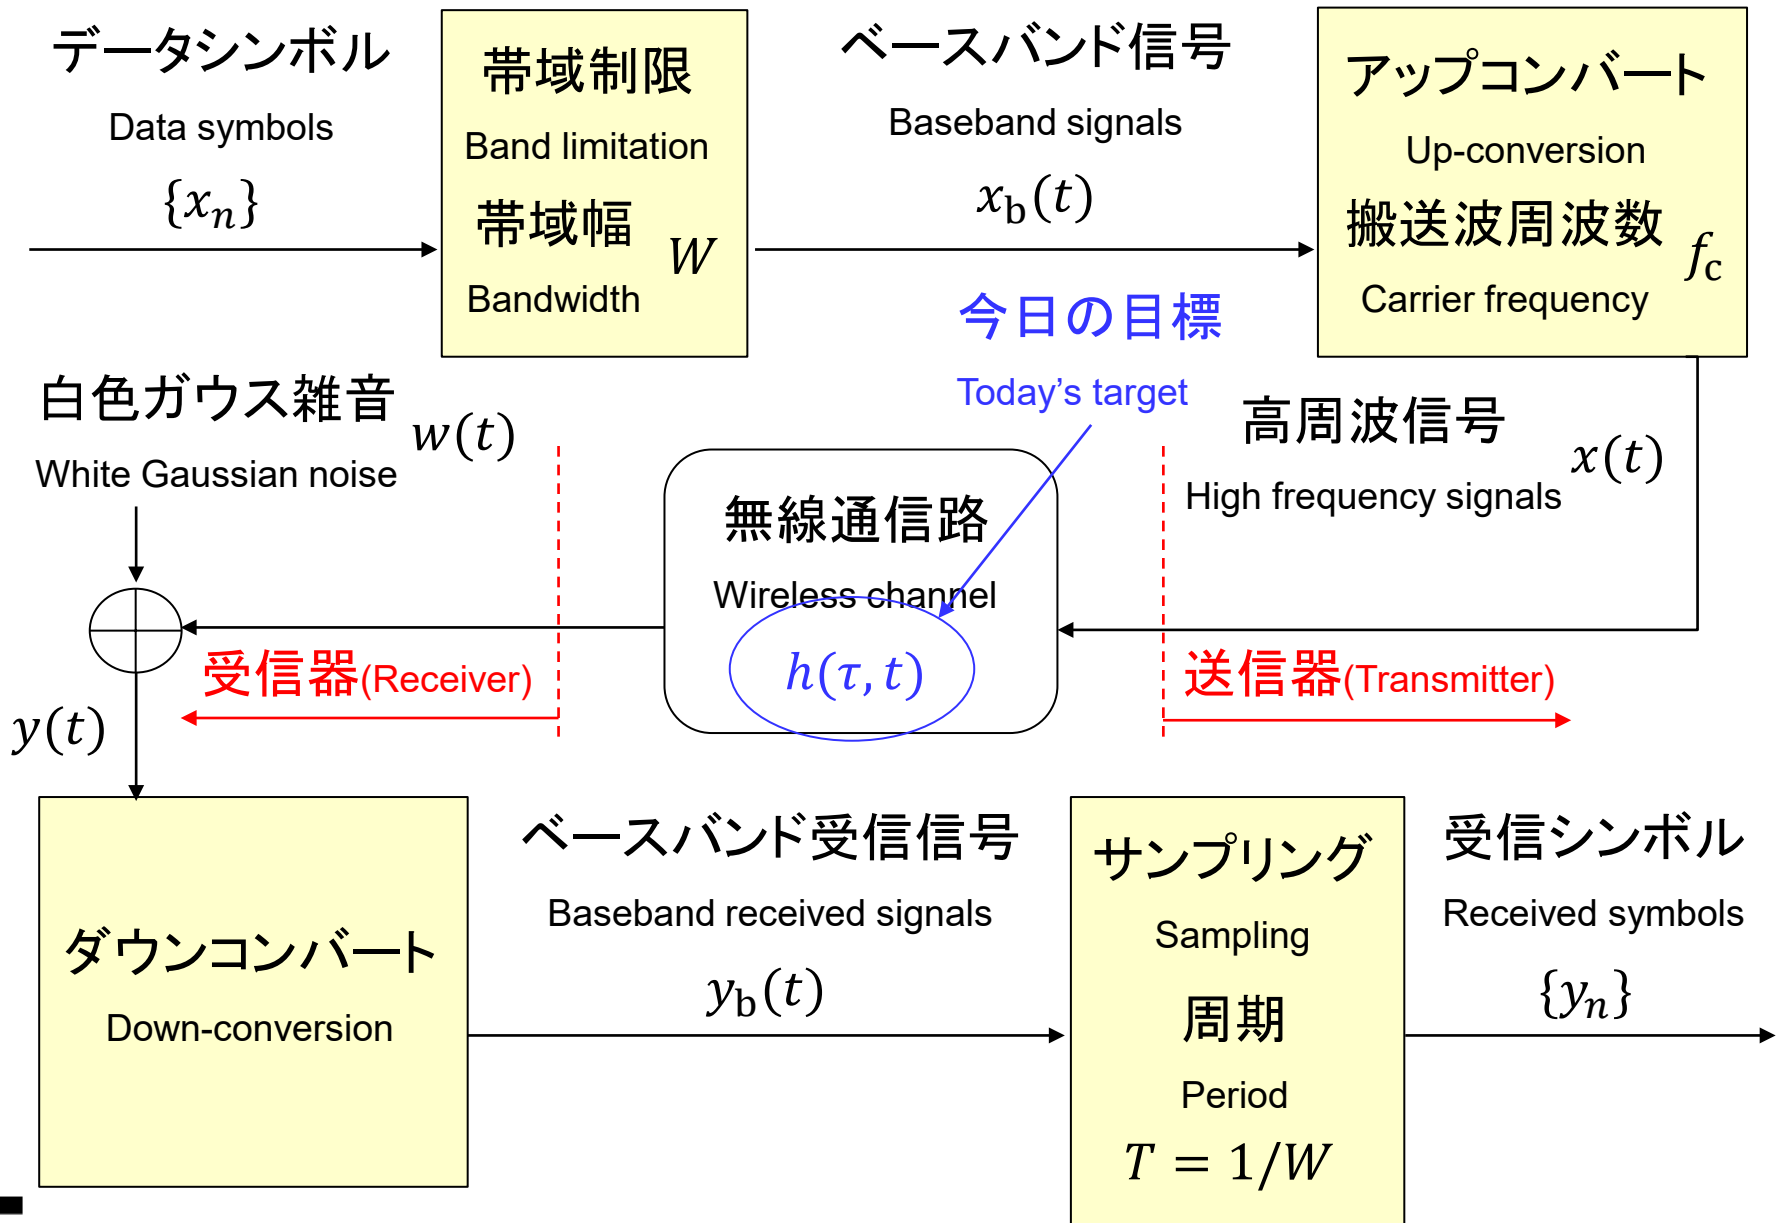 データシンボル
Data symbols
{xₙ}
帯域制限
Band limitation
帯域幅
W
Bandwidth
ベースバンド信号
Baseband signals
x_b(t)
アップコンバート
Up-conversion
搬送波周波数
f_c
Carrier frequency
今日の目標
Today’s target
白色ガウス雑音
w(t)
White Gaussian noise
高周波信号
x(t)
High frequency signals
無線通信路
Wireless channel
h(τ, t)
受信器(Receiver)
送信器(Transmitter)
y(t)
ダウンコンバート
Down-conversion
ベースバンド受信信号
Baseband received signals
y_b(t)
サンプリング
Sampling
周期
Period
T = 1/W
受信シンボル
Received symbols
{yₙ}